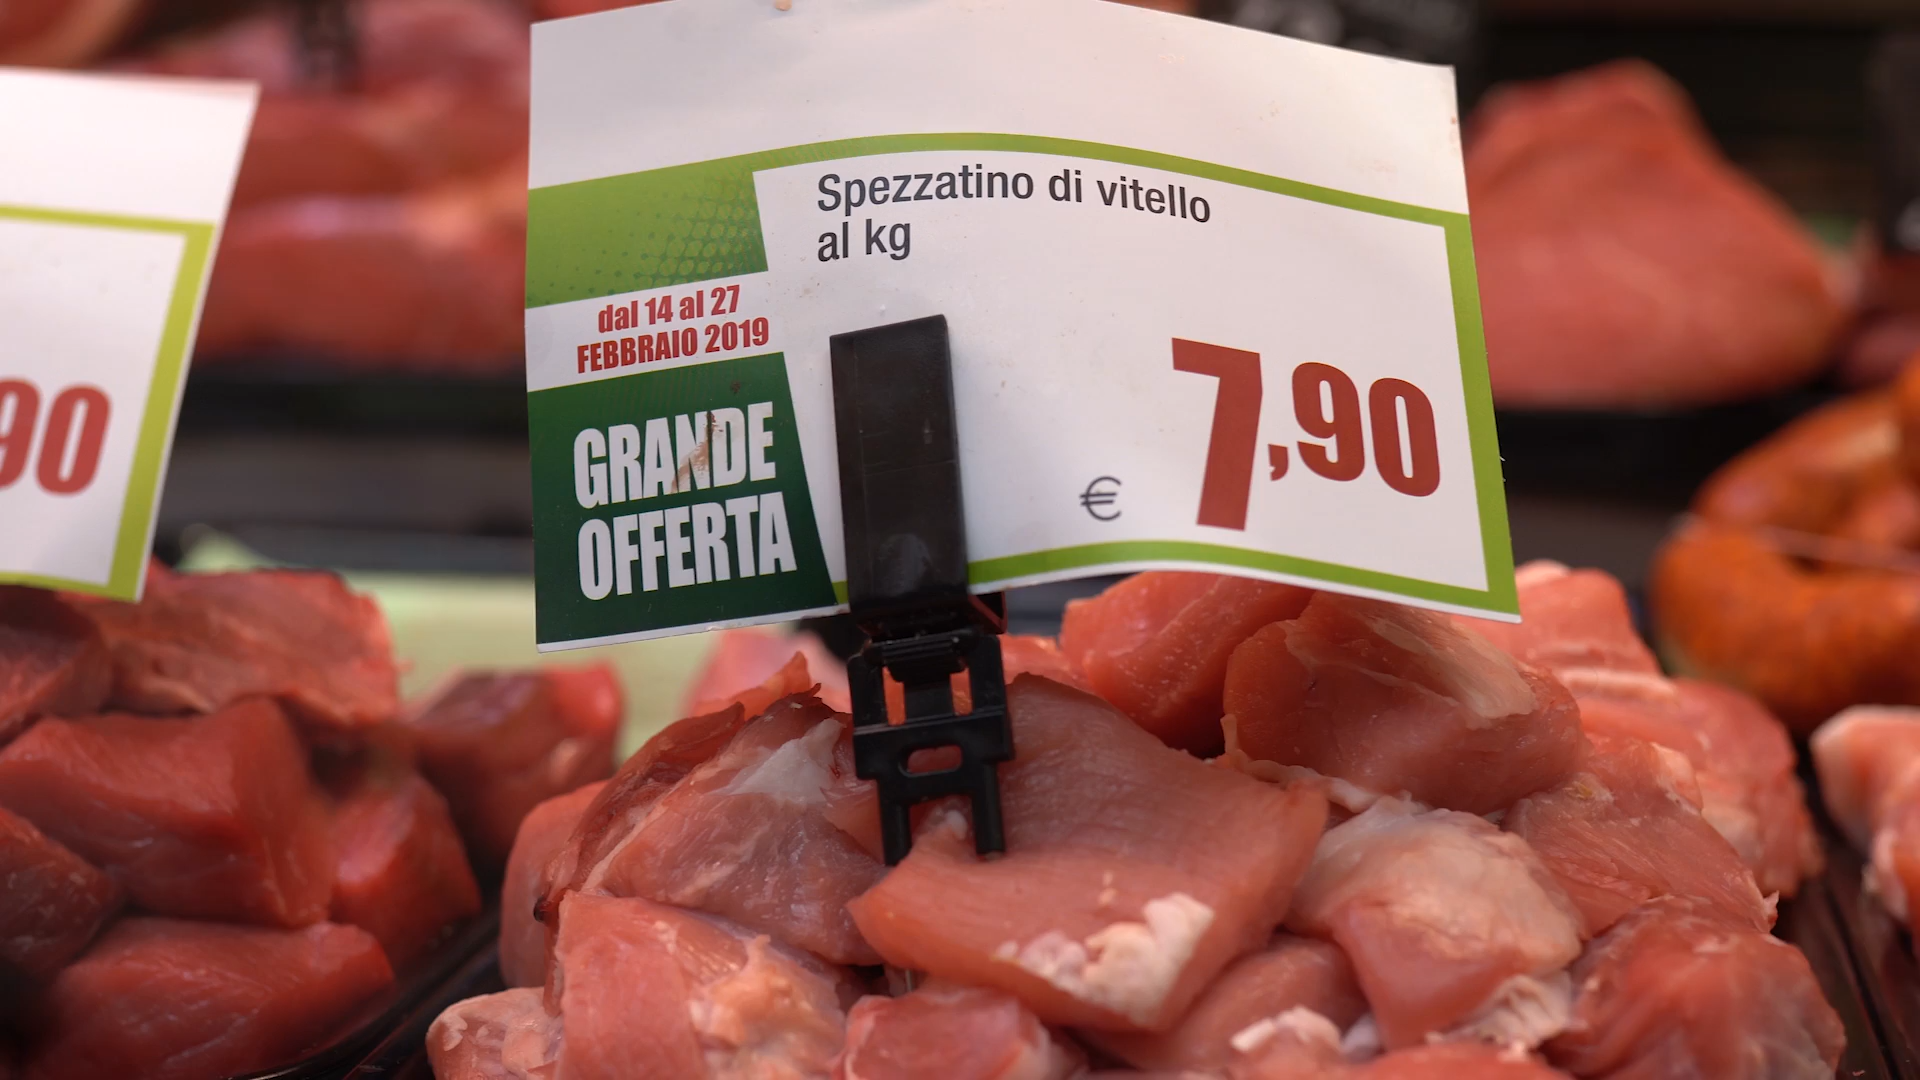 Spezzatino di vitello
al kg
dal 14 al 27
FEBBRAIO 2019
GRANDE
OFFERTA
€ 7,90
90